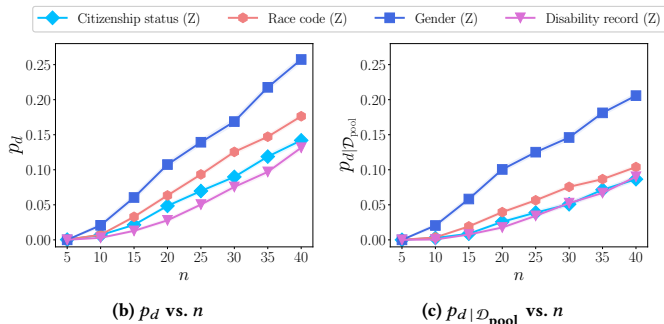 Citizenship status (Z) Race code (Z) Gender (Z) Disability record (Z)
0.25
0.20
0.15
0.10
0.05
0.00
p_d
5 10 15 20 25 30 35 40
n
(b) p_d vs. n
0.25
0.20
0.15
0.10
0.05
0.00
p_{d|𝒟_pool}
5 10 15 20 25 30 35 40
n
(c) p_{d|𝒟_pool} vs. n